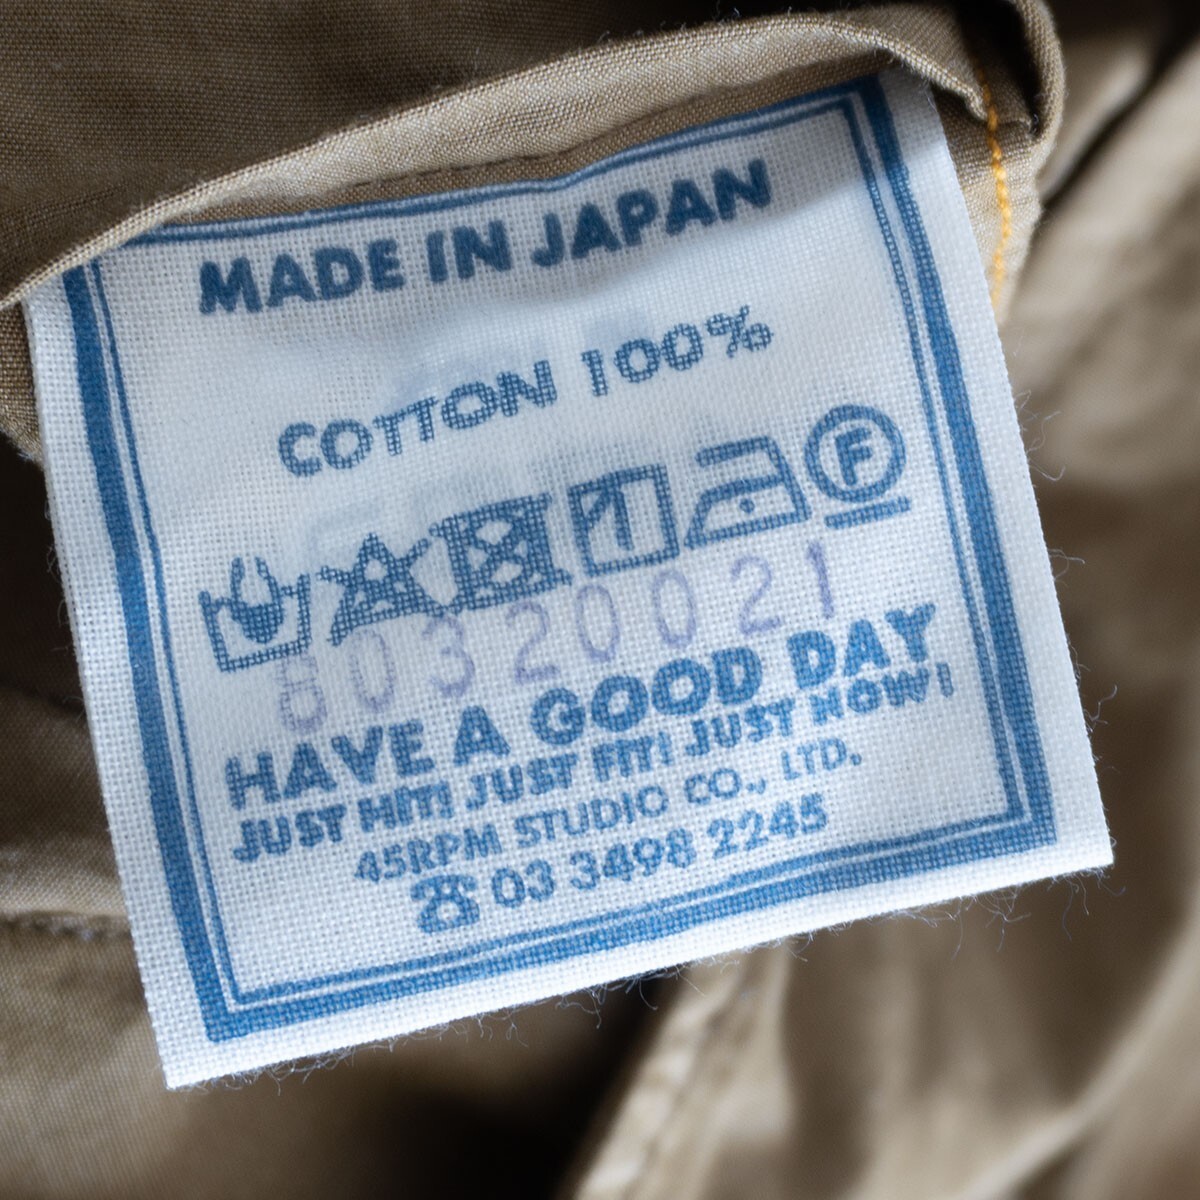 MADE IN JAPAN
COTTON 100%
F
80320021
HAVE A GOOD DAY
JUST HIT! JUST FIT! JUST NOW!
45RPM STUDIO CO., LTD.
☎ 03 3498 2245